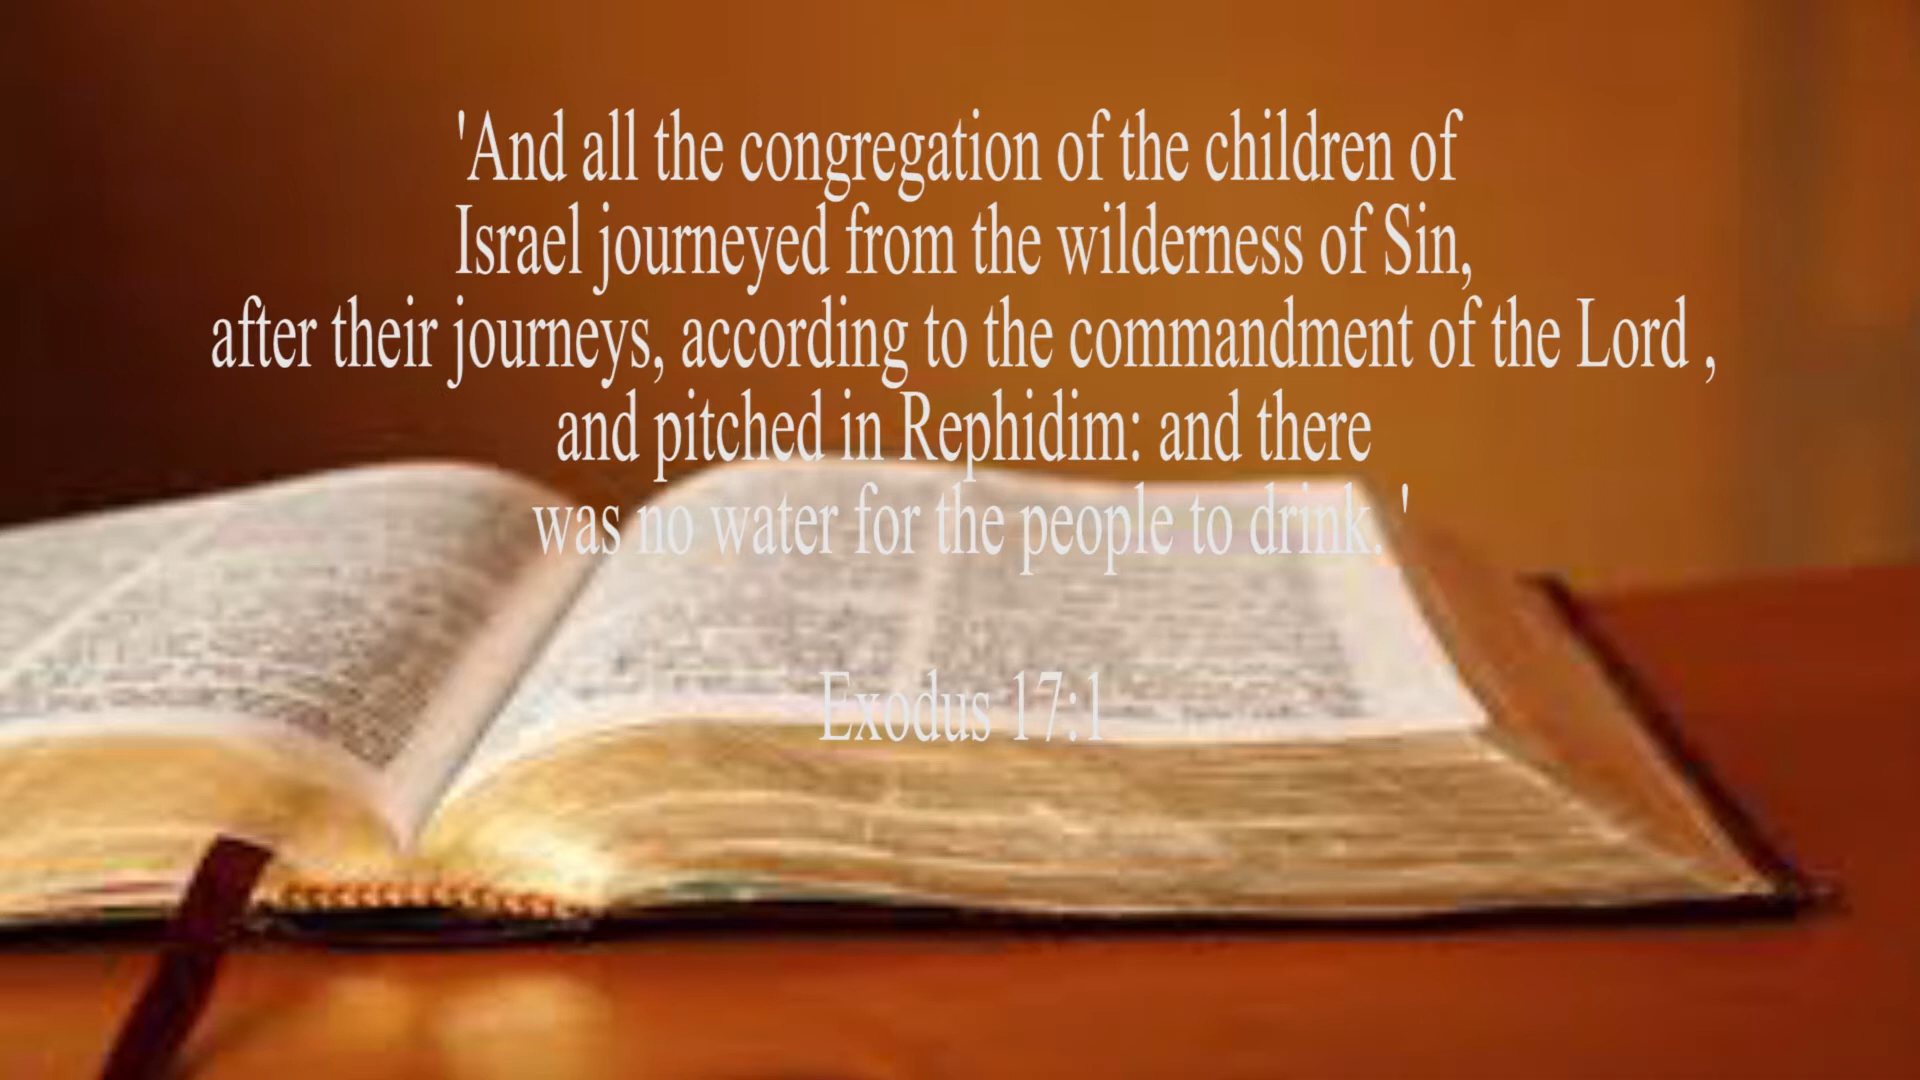 'And all the congregation of the children of
Israel journeyed from the wilderness of Sin,
after their journeys, according to the commandment of the Lord ,
and pitched in Rephidim: and there
was no water for the people to drink. '
Exodus 17:1